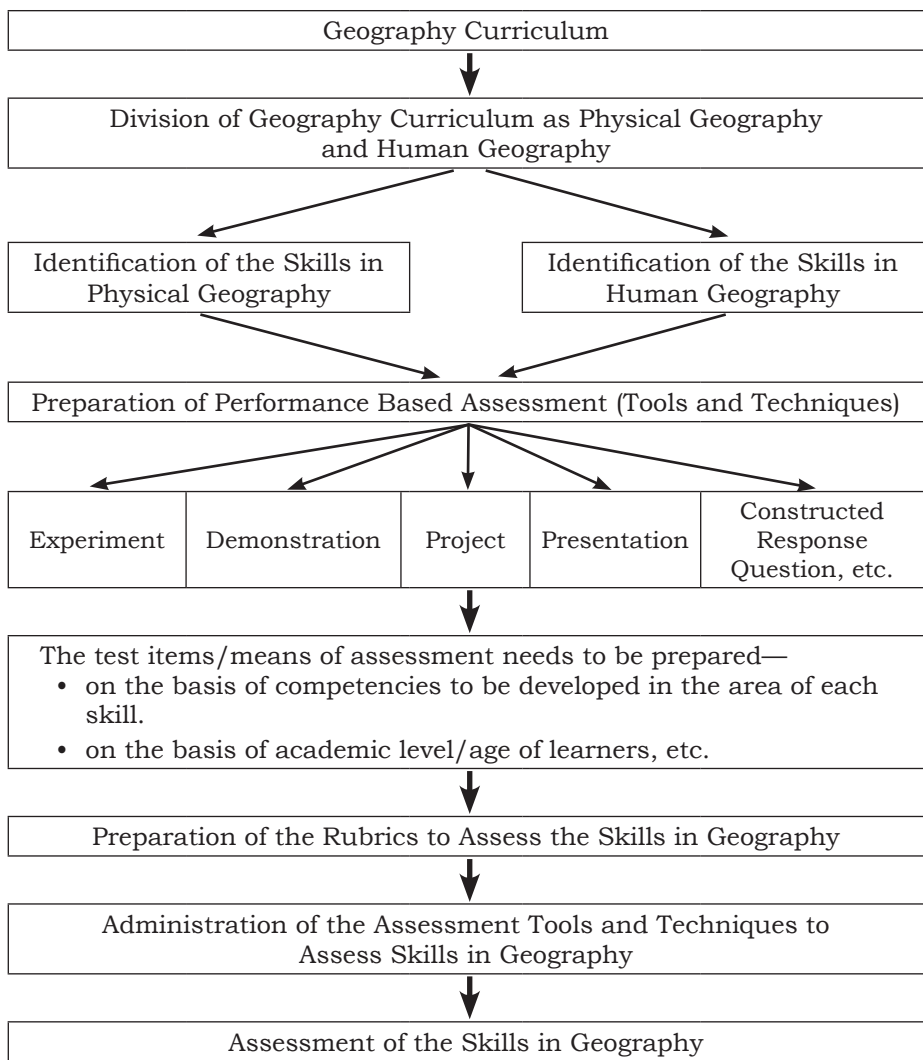 Geography Curriculum
Division of Geography Curriculum as Physical Geography
and Human Geography
Identification of the Skills in
Physical Geography
Identification of the Skills in
Human Geography
Preparation of Performance Based Assessment (Tools and Techniques)
Experiment
Demonstration
Project
Presentation
Constructed
Response
Question, etc.
The test items/means of assessment needs to be prepared—
• on the basis of competencies to be developed in the area of each
skill.
• on the basis of academic level/age of learners, etc.
Preparation of the Rubrics to Assess the Skills in Geography
Administration of the Assessment Tools and Techniques to
Assess Skills in Geography
Assessment of the Skills in Geography